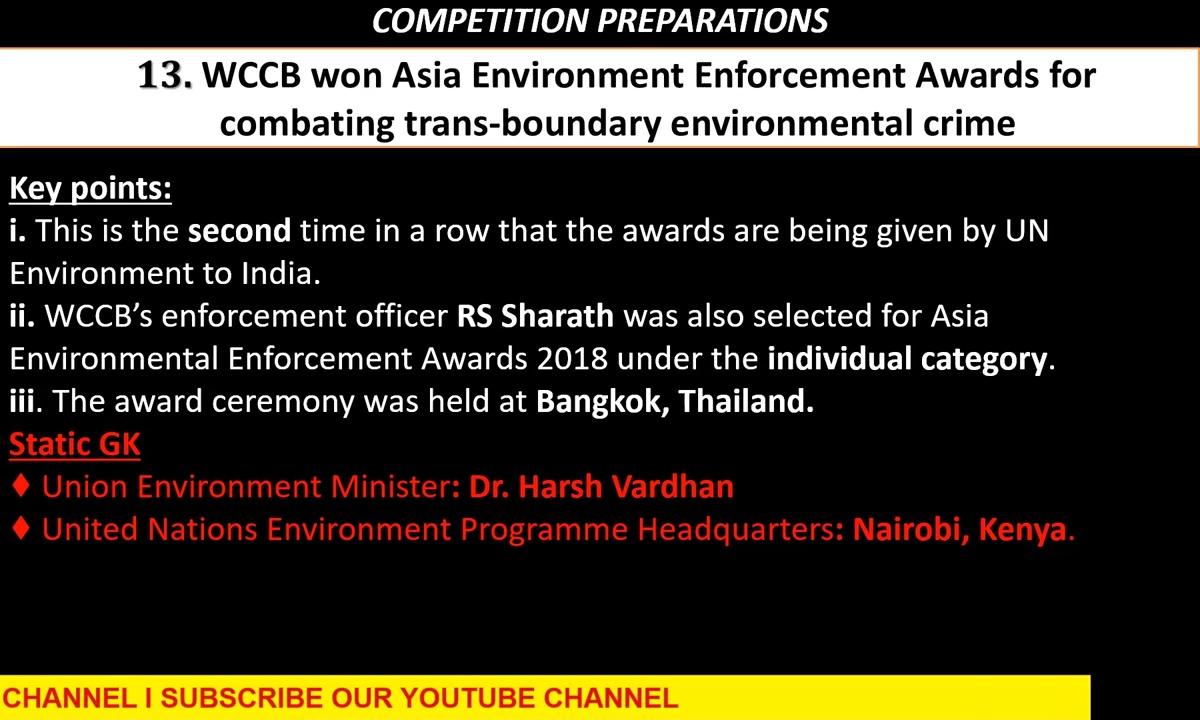 COMPETITION PREPARATIONS
13. WCCB won Asia Environment Enforcement Awards for
combating trans-boundary environmental crime
Key points:
i. This is the second time in a row that the awards are being given by UN
Environment to India.
ii. WCCB’s enforcement officer RS Sharath was also selected for Asia
Environmental Enforcement Awards 2018 under the individual category.
iii. The award ceremony was held at Bangkok, Thailand.
Static GK
♦ Union Environment Minister: Dr. Harsh Vardhan
♦ United Nations Environment Programme Headquarters: Nairobi, Kenya.
CHANNEL I SUBSCRIBE OUR YOUTUBE CHANNEL